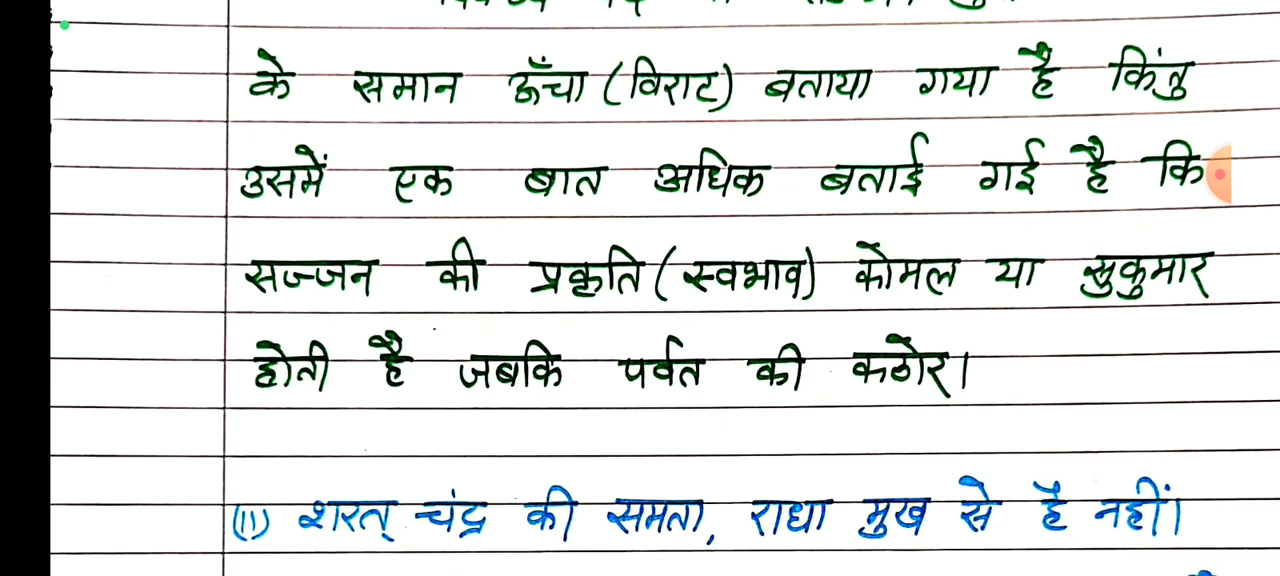 के समान ऊँचा (विराट) बताया गया है किंतु
उसमें एक बात अधिक बताई गई है कि
सज्जन की प्रकृति (स्वभाव) कोमल या सुकुमार
होती है जबकि पर्वत की कठोर।
(ii) शरत् चंद्र की समता, राधा मुख से है नहीं।